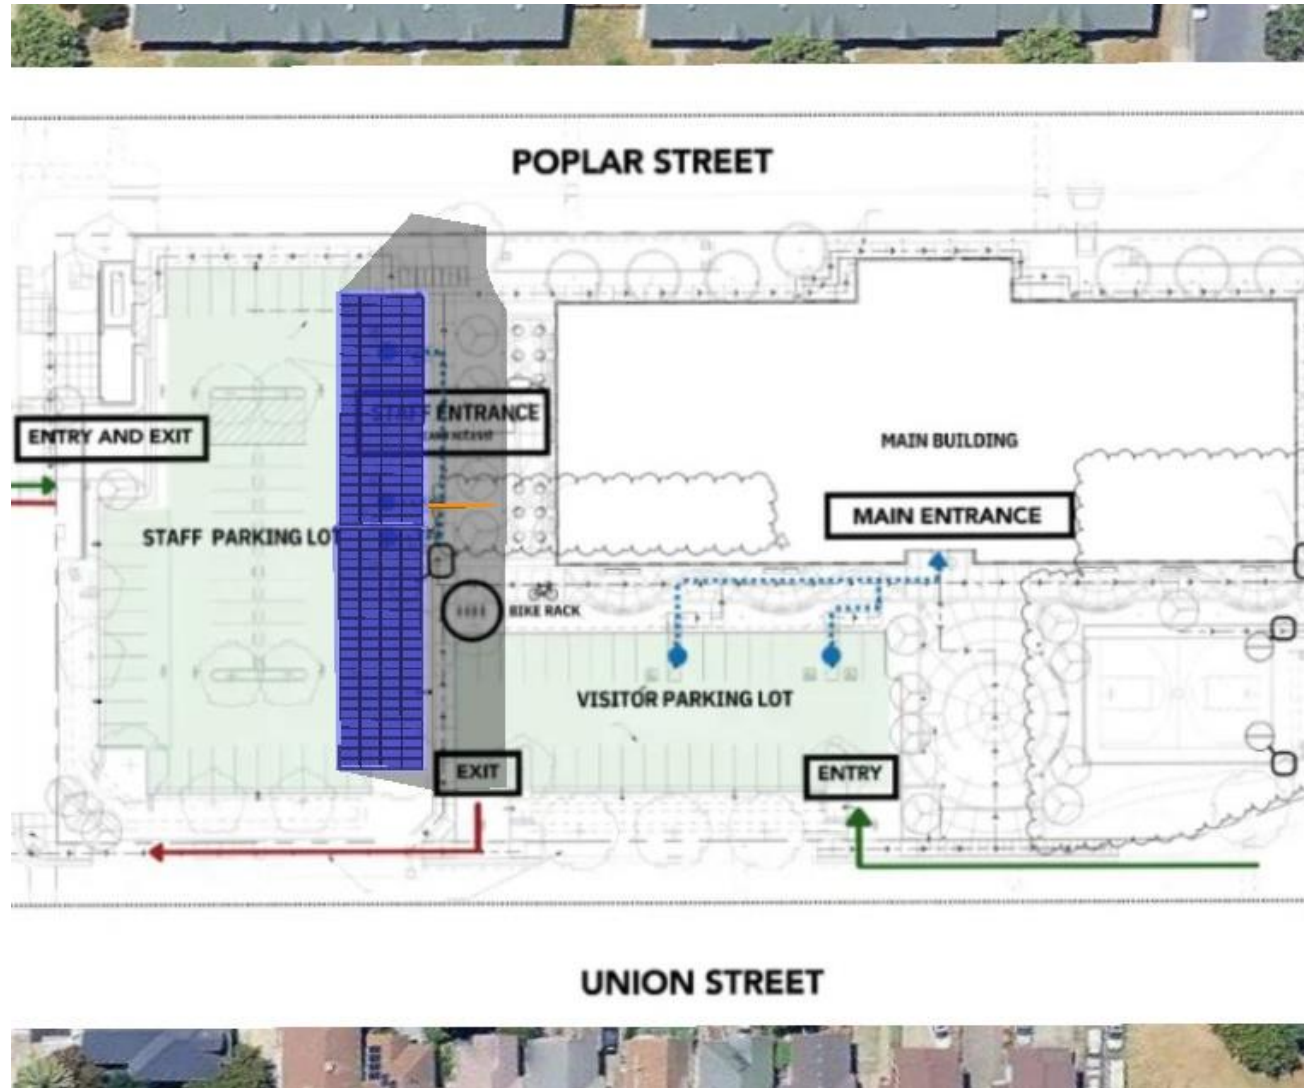 POPLAR STREET
STAFF ENTRANCE
ENTRY AND EXIT
MAIN BUILDING
MAIN ENTRANCE
STAFF PARKING LOT
BIKE RACK
VISITOR PARKING LOT
EXIT
ENTRY
UNION STREET